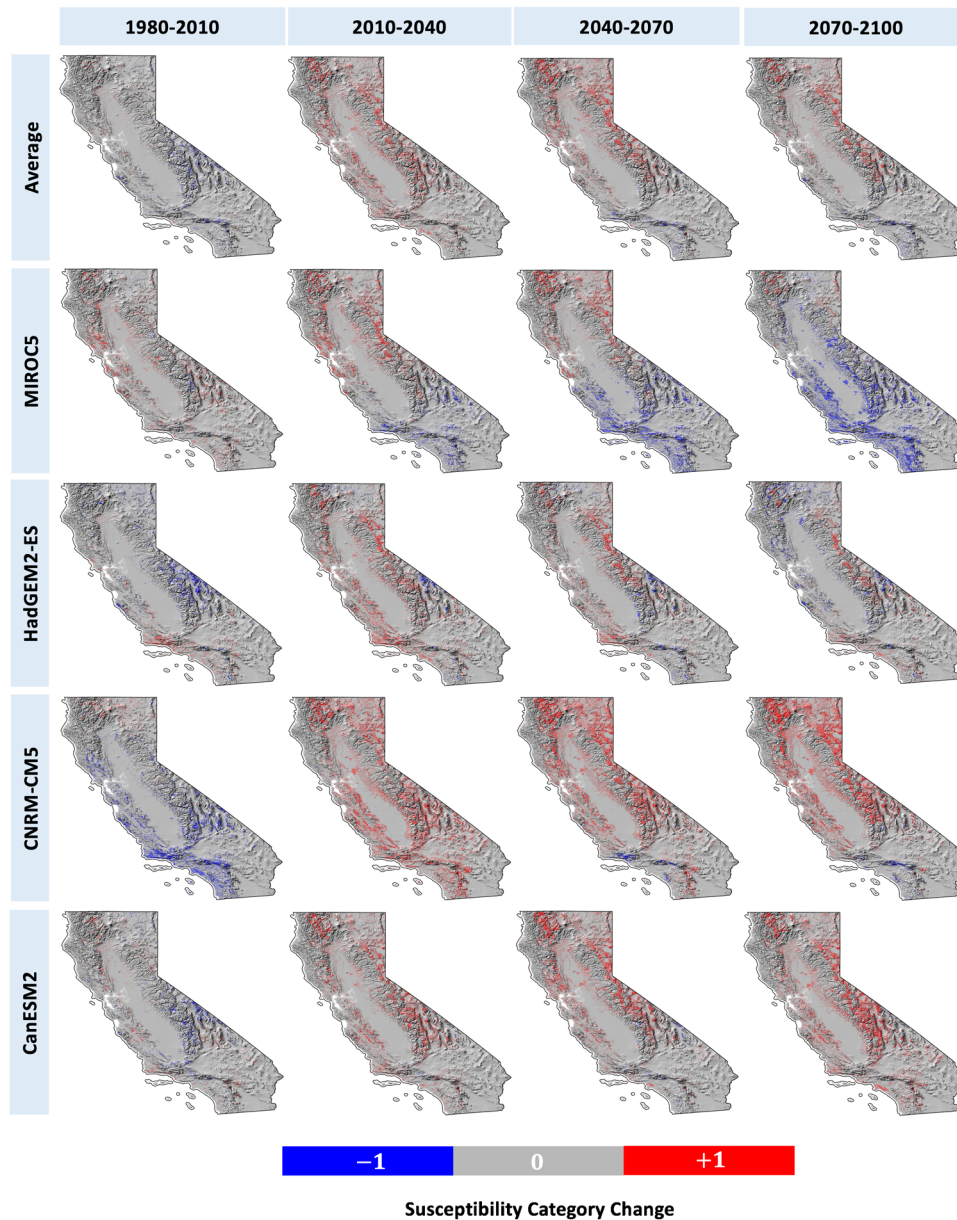 1980-2010 2010-2040 2040-2070 2070-2100
Average
MIROC5
HadGEM2-ES
CNRM-CM5
CanESM2
−1 0 +1
Susceptibility Category Change